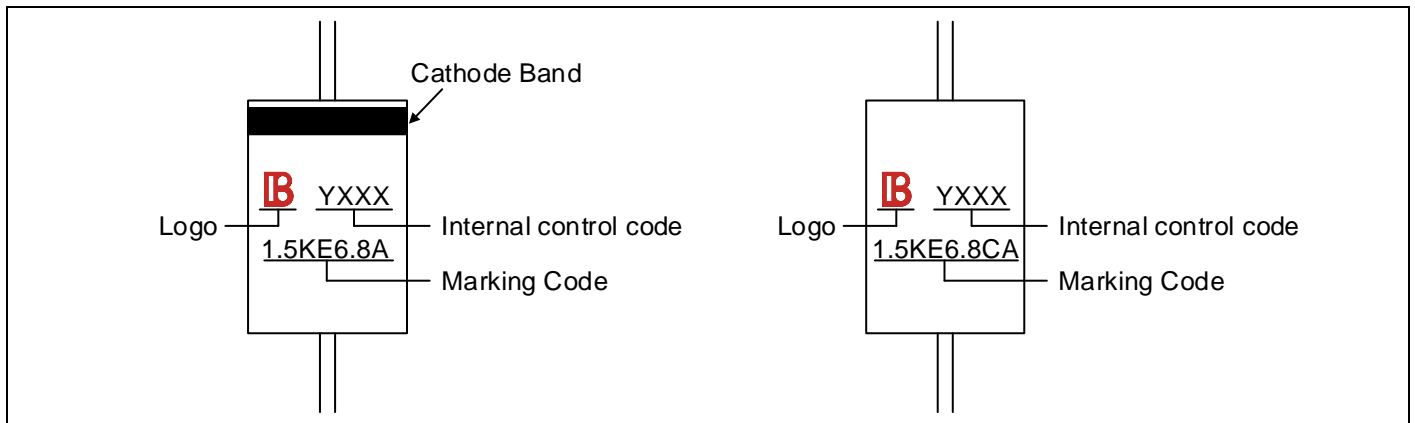 Cathode Band
B YXXX
Logo Internal control code
1.5KE6.8A
Marking Code
B YXXX
Logo Internal control code
1.5KE6.8CA
Marking Code